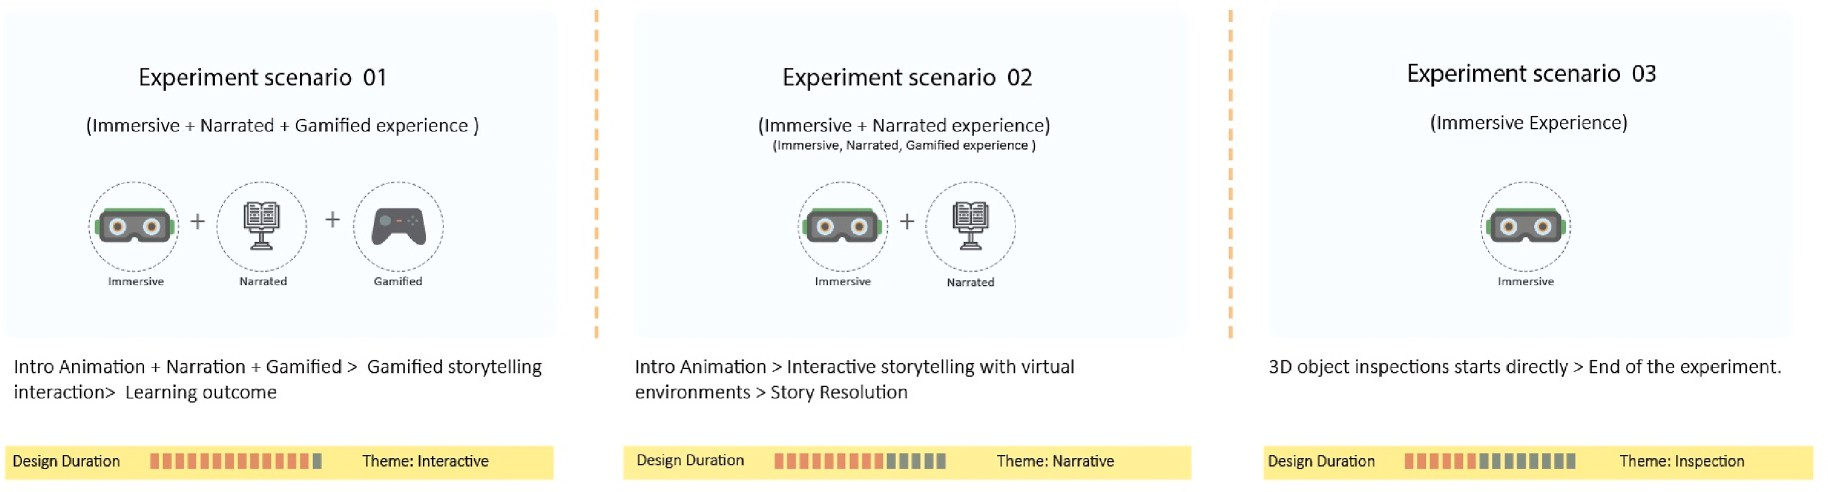 Experiment scenario 01
(Immersive + Narrated + Gamified experience )
+
+
Immersive
Narrated
Gamified
Intro Animation + Narration + Gamified > Gamified storytelling
interaction> Learning outcome
Design Duration
Theme: Interactive
Experiment scenario 02
(Immersive + Narrated experience)
(Immersive, Narrated, Gamified experience )
+
Immersive
Narrated
Intro Animation > Interactive storytelling with virtual
environments > Story Resolution
Design Duration
Theme: Narrative
Experiment scenario 03
(Immersive Experience)
Immersive
3D object inspections starts directly > End of the experiment.
Design Duration
Theme: Inspection